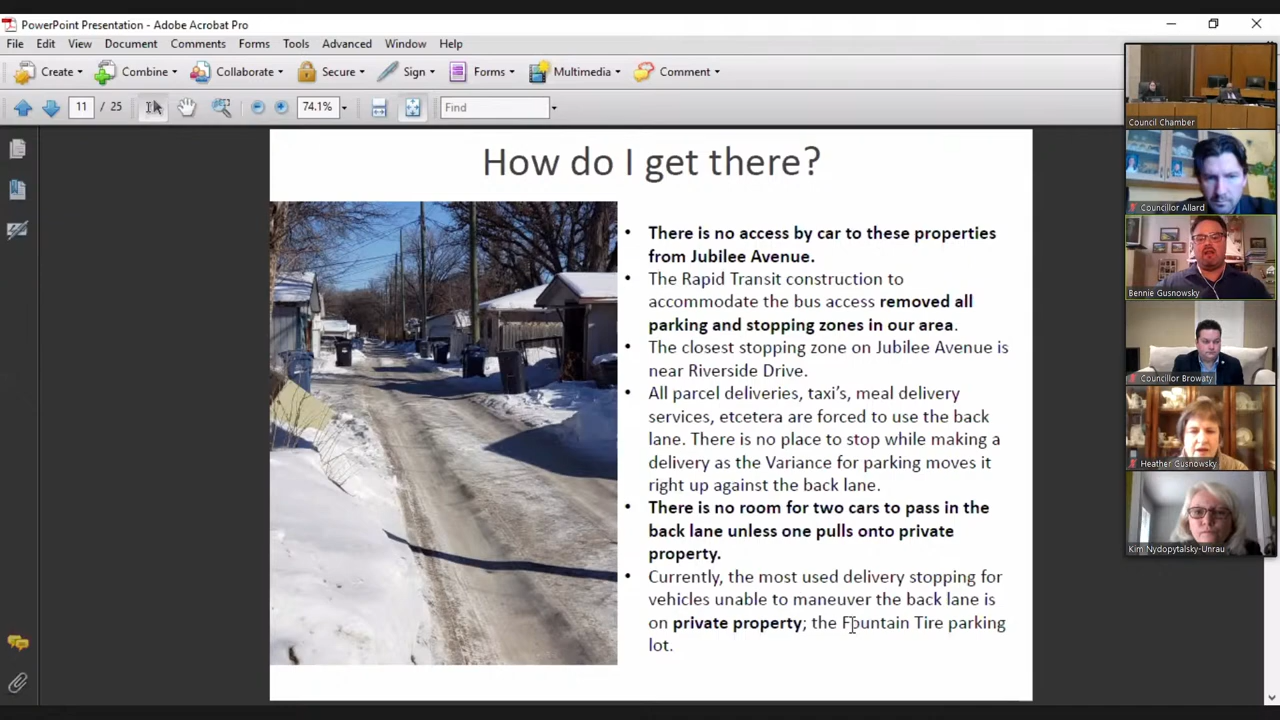 PowerPoint Presentation - Adobe Acrobat Pro
File Edit View Document Comments Forms Tools Advanced Window Help
Create Combine Collaborate Secure Sign Forms Multimedia Comment
11 / 25 74.1% Find
How do I get there?
• There is no access by car to these properties
from Jubilee Avenue.
• The Rapid Transit construction to
accommodate the bus access removed all
parking and stopping zones in our area.
• The closest stopping zone on Jubilee Avenue is
near Riverside Drive.
• All parcel deliveries, taxi's, meal delivery
services, etcetera are forced to use the back
lane. There is no place to stop while making a
delivery as the Variance for parking moves it
right up against the back lane.
• There is no room for two cars to pass in the
back lane unless one pulls onto private
property.
• Currently, the most used delivery stopping for
vehicles unable to maneuver the back lane is
on private property; the Fountain Tire parking
lot.
Council Chamber
Councillor Allard
Bennie Gusnowsky
Councillor Browaty
Heather Gusnowsky
Kim Nydopytalsky-Unrau